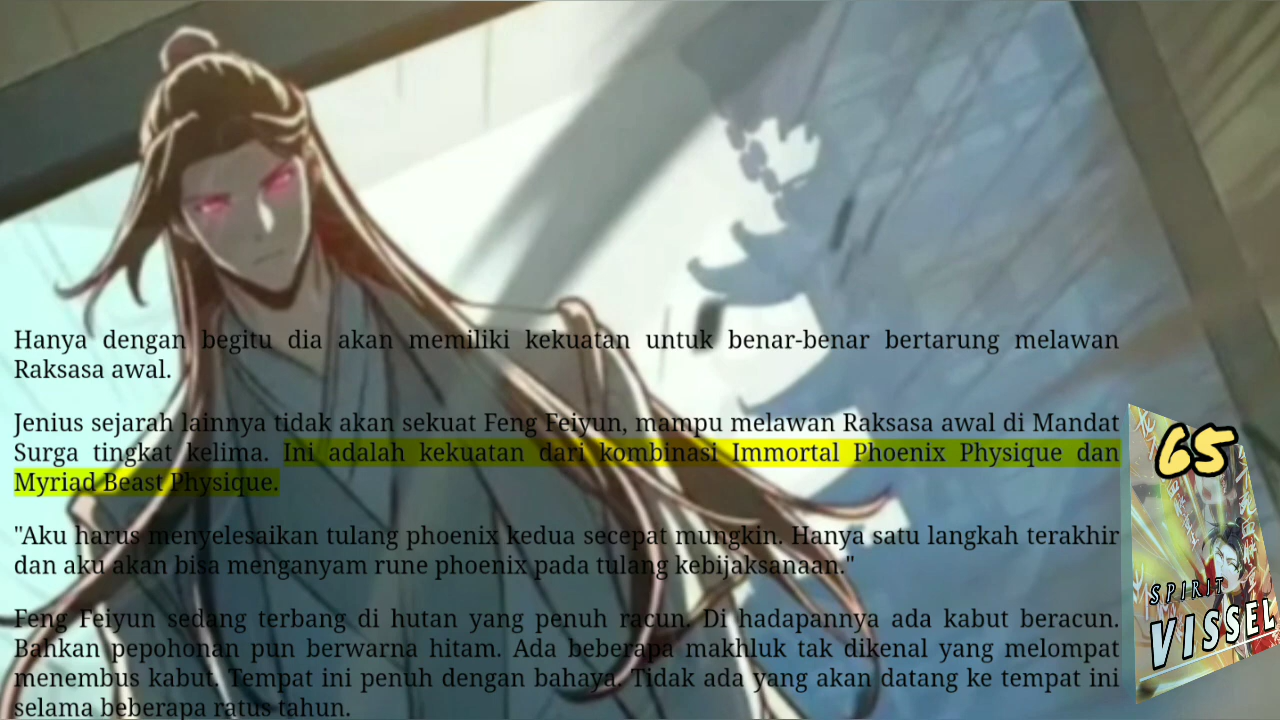 Hanya dengan begitu dia akan memiliki kekuatan untuk benar-benar bertarung melawan
Raksasa awal.
Jenius sejarah lainnya tidak akan sekuat Feng Feiyun, mampu melawan Raksasa awal di Mandat
Surga tingkat kelima. Ini adalah kekuatan dari kombinasi Immortal Phoenix Physique dan
Myriad Beast Physique.
"Aku harus menyelesaikan tulang phoenix kedua secepat mungkin. Hanya satu langkah terakhir
dan aku akan bisa menganyam rune phoenix pada tulang kebijaksanaan."
Feng Feiyun sedang terbang di hutan yang penuh racun. Di hadapannya ada kabut beracun.
Bahkan pepohonan pun berwarna hitam. Ada beberapa makhluk tak dikenal yang melompat
menembus kabut. Tempat ini penuh dengan bahaya. Tidak ada yang akan datang ke tempat ini
selama beberapa ratus tahun.
65
SPIRIT
VISSEL